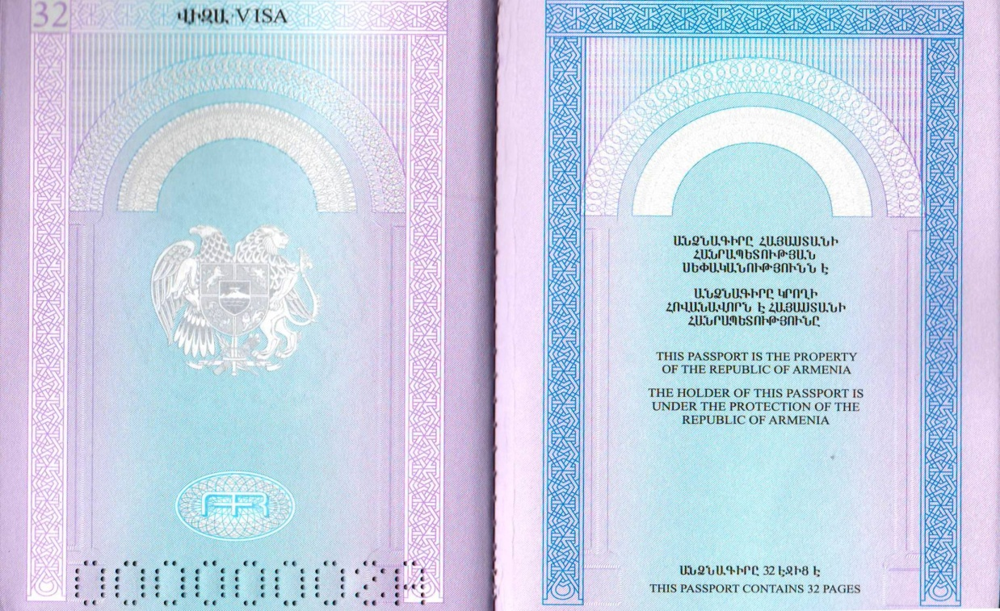 32
ՎԻԶԱ VISA
ԱՆՁՆԱԳԻՐԸ ՀԱՅԱՍՏԱՆԻ
ՀԱՆՐԱՊԵՏՈՒԹՅԱՆ
ՍԵՓԱԿԱՆՈՒԹՅՈՒՆՆ Է
ԱՆՁՆԱԳԻՐԸ ԿՐՈՂԻ
ՀՈՎԱՆԱՎՈՐՆ Է ՀԱՅԱՍՏԱՆԻ
ՀԱՆՐԱՊԵՏՈՒԹՅՈՒՆԸ
THIS PASSPORT IS THE PROPERTY
OF THE REPUBLIC OF ARMENIA
THE HOLDER OF THIS PASSPORT IS
UNDER THE PROTECTION OF THE
REPUBLIC OF ARMENIA
ԱՆՁՆԱԳԻՐԸ 32 ԷՋԻՑ Է
THIS PASSPORT CONTAINS 32 PAGES